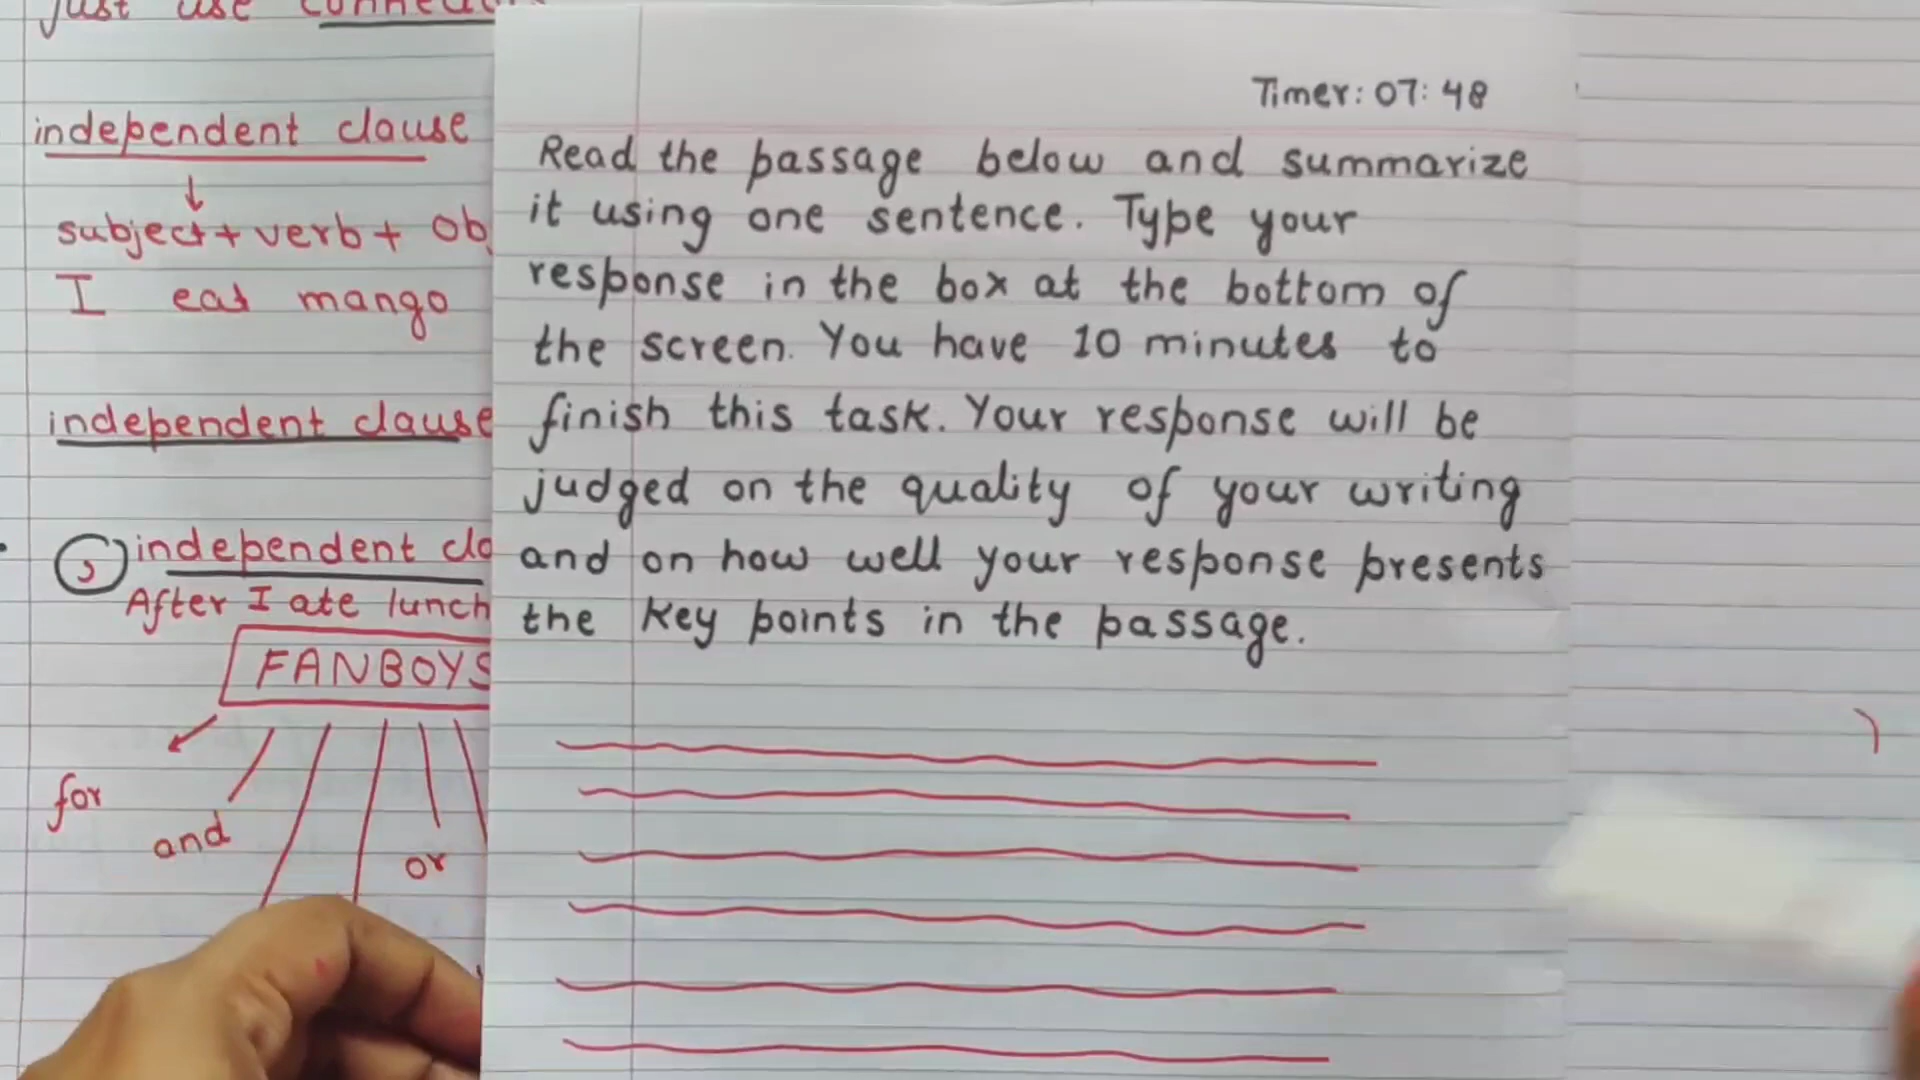 just use
independent clause
subject + verb + Ob
I eat mango
independent clause
, independent cla
After I ate lunch
FANBOYS
for
and
or
Timer: 07:48
Read the passage below and summarize
it using one sentence. Type your
response in the box at the bottom of
the screen. You have 10 minutes to
finish this task. Your response will be
judged on the quality of your writing
and on how well your response presents
the key points in the passage.
)